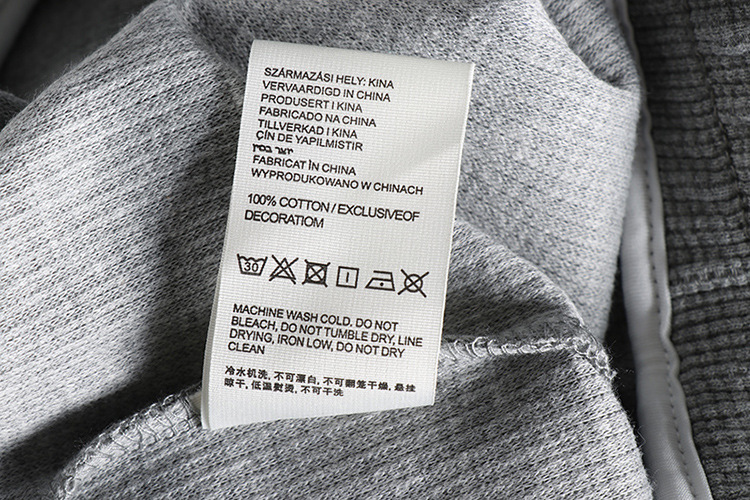 SZÁRMAZÁSI HELY: KINA
VERVAARDIGD IN CHINA
PRODUSERT I KINA
FABRICADO NA CHINA
TILLVERKAD I KINA
ÇİN DE YAPILMISTIR
יוצר בסין
FABRICAT ÎN CHINA
WYPRODUKOWANO W CHINACH
100% COTTON / EXCLUSIVEOF
DECORATIOM
30
MACHINE WASH COLD. DO NOT
BLEACH, DO NOT TUMBLE DRY, LINE
DRYING, IRON LOW, DO NOT DRY
CLEAN
冷水机洗, 不可漂白, 不可翻笼干燥, 悬挂
晾干, 低温熨烫, 不可干洗